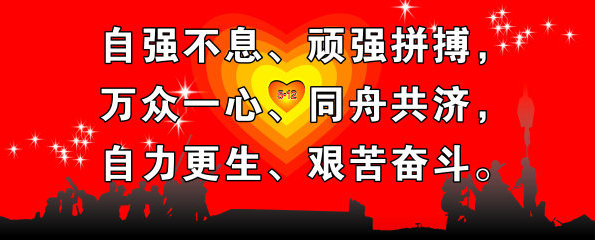 自强不息、顽强拼搏，
5·12
万众一心、同舟共济，
自力更生、艰苦奋斗。